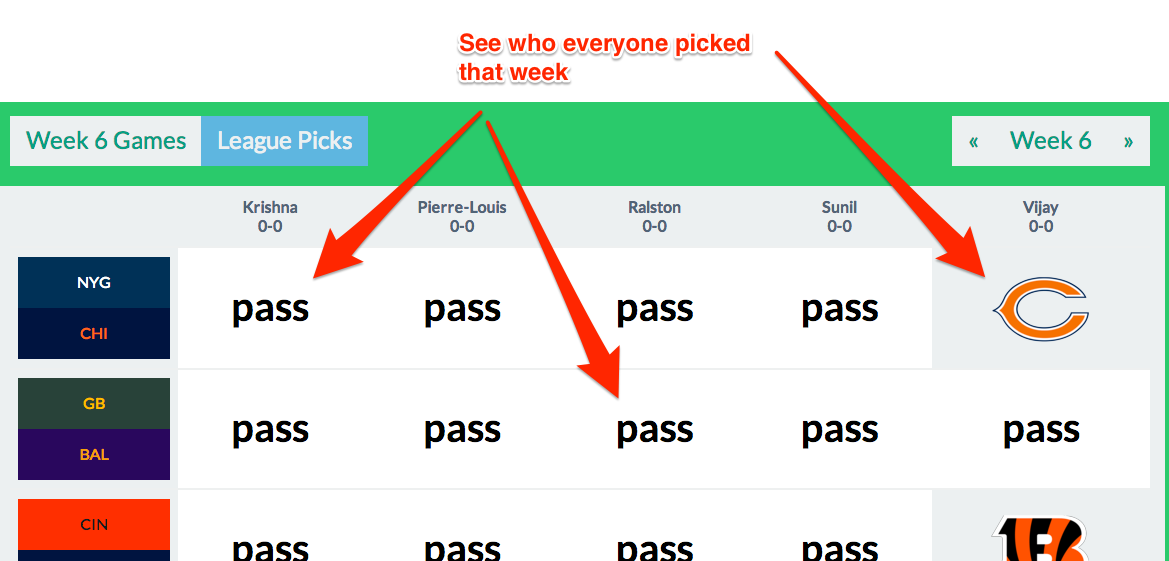 See who everyone picked
that week
Week 6 Games League Picks « Week 6 »
Krishna Pierre-Louis Ralston Sunil Vijay
0-0 0-0 0-0 0-0 0-0
NYG
CHI
pass pass pass pass
GB
BAL
pass pass pass pass pass
CIN
pass pass pass pass